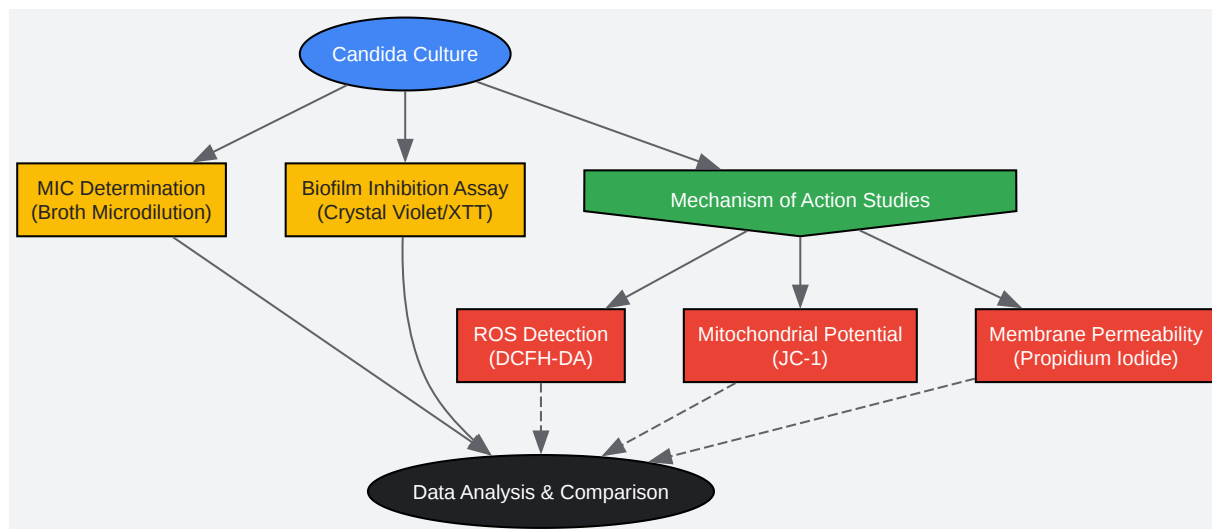 Candida Culture
MIC Determination
(Broth Microdilution)
Biofilm Inhibition Assay
(Crystal Violet/XTT)
Mechanism of Action Studies
ROS Detection
(DCFH-DA)
Mitochondrial Potential
(JC-1)
Membrane Permeability
(Propidium Iodide)
Data Analysis & Comparison